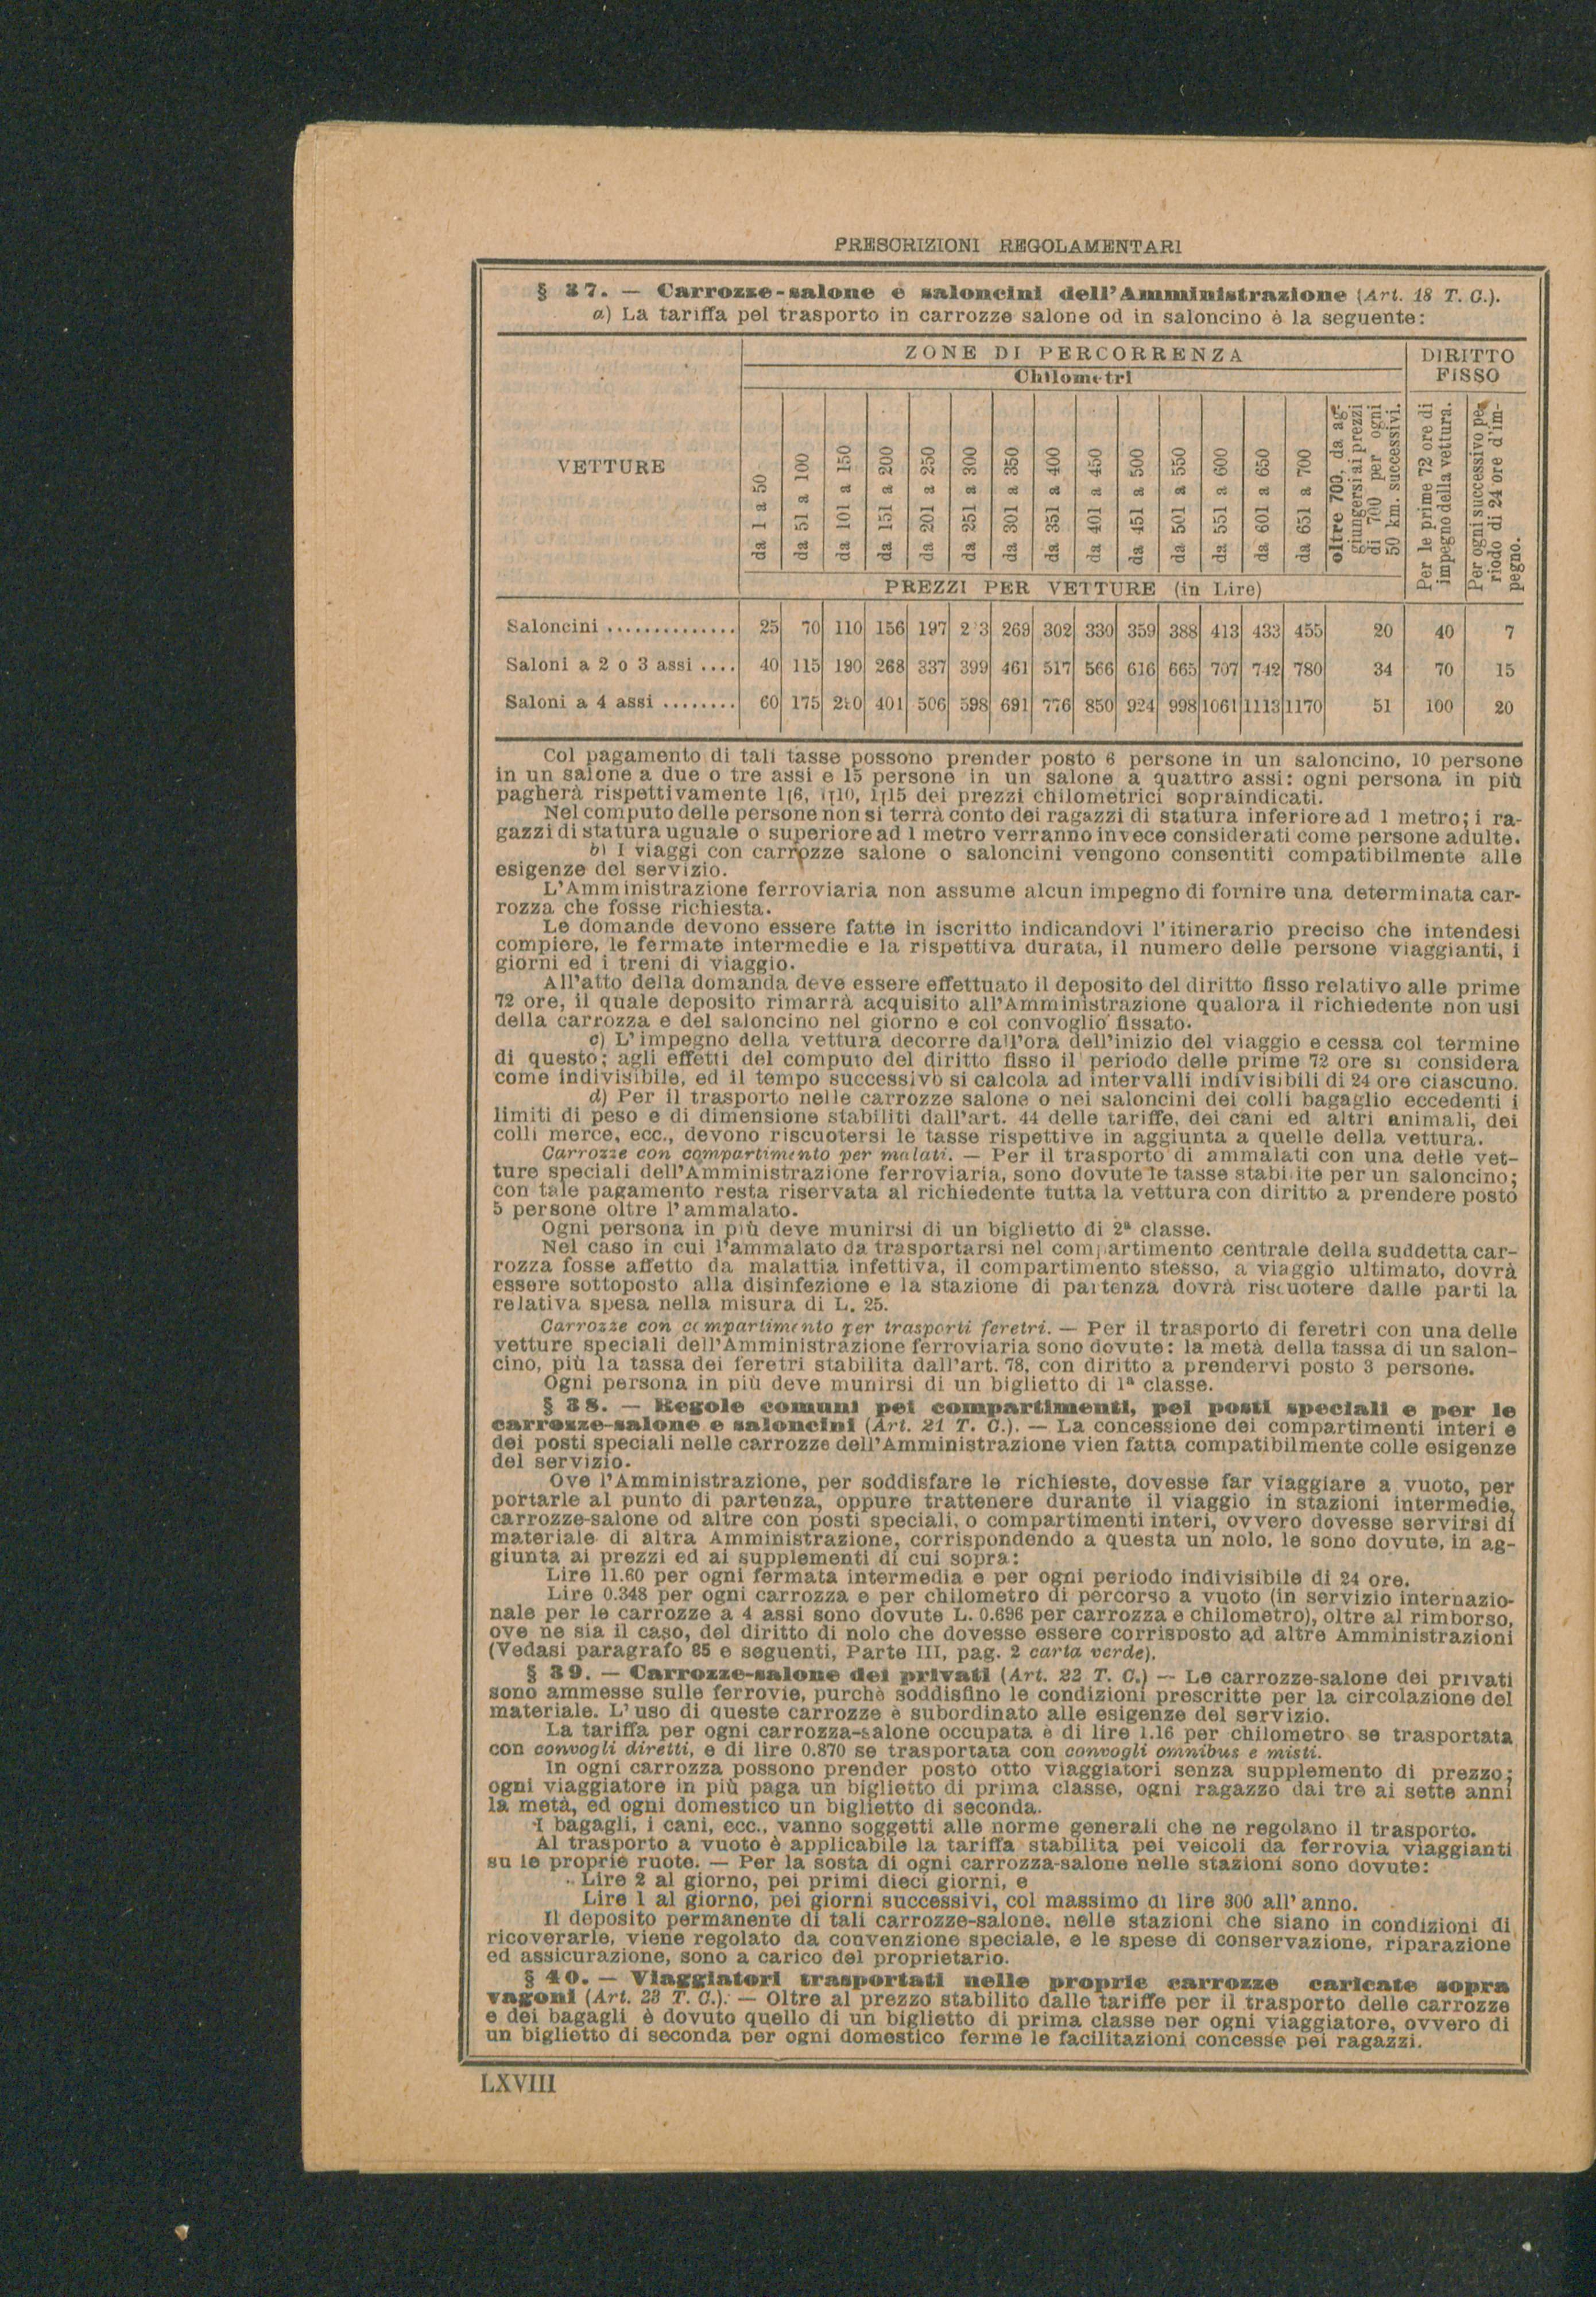 PRESCRIZIONI REGOLAMENTARI
§ 37. — Carrozze-salone e saloncini dell'Amministrazione (Art. 18 T. C.).
a) La tariffa pel trasporto in carrozze salone od in saloncino è la seguente:
VETTURE
ZONE DI PERCORRENZA
Chilometri
DIRITTO
FISSO
da 1 a 50
da 51 a 100
da 101 a 150
da 151 a 200
da 201 a 250
da 251 a 300
da 301 a 350
da 351 a 400
da 401 a 450
da 451 a 500
da 501 a 550
da 551 a 600
da 601 a 650
da 651 a 700
oltre 700, da ag-
giungersi ai prezzi
di 700 per ogni
50 km. successivi.
Per le prime 72 ore di
impegno della vettura.
Per ogni successivo pe-
riodo di 24 ore d'im-
pegno.
PREZZI PER VETTURE (in Lire)
Saloncini .............. 25 70 110 156 197 269 302 330 359 388 413 433 455 20 40 7
Saloni a 2 o 3 assi .... 40 115 190 268 337 399 461 517 566 616 665 707 742 780 34 70 15
Saloni a 4 assi ........ 60 175 401 506 598 691 776 850 924 998 1061 1113 1170 51 100 20
Col pagamento di tali tasse possono prender posto 6 persone in un saloncino, 10 persone
in un salone a due o tre assi e 15 persone in un salone a quattro assi: ogni persona in più
pagherà rispettivamente 1|6, 1|10, 1|15 dei prezzi chilometrici sopraindicati.
Nel computo delle persone non si terrà conto dei ragazzi di statura inferiore ad 1 metro; i ra-
gazzi di statura uguale o superiore ad 1 metro verranno invece considerati come persone adulte.
b) I viaggi con carrozze salone o saloncini vengono consentiti compatibilmente alle
esigenze del servizio.
L'Amministrazione ferroviaria non assume alcun impegno di fornire una determinata car-
rozza che fosse richiesta.
Le domande devono essere fatte in iscritto indicandovi l'itinerario preciso che intendesi
compiere, le fermate intermedie e la rispettiva durata, il numero delle persone viaggianti, i
giorni ed i treni di viaggio.
All'atto della domanda deve essere effettuato il deposito del diritto fisso relativo alle prime
72 ore, il quale deposito rimarrà acquisito all'Amministrazione qualora il richiedente non usi
della carrozza e del saloncino nel giorno e col convoglio fissato.
c) L'impegno della vettura decorre dall'ora dell'inizio del viaggio e cessa col termine
di questo; agli effetti del computo del diritto fisso il periodo delle prime 72 ore si considera
come indivisibile, ed il tempo successivo si calcola ad intervalli indivisibili di 24 ore ciascuno.
d) Per il trasporto nelle carrozze salone o nei saloncini dei colli bagaglio eccedenti i
limiti di peso e di dimensione stabiliti dall'art. 44 delle tariffe, dei cani ed altri animali, dei
colli merce, ecc., devono riscuotersi le tasse rispettive in aggiunta a quelle della vettura.
Carrozze con compartimento per malati. — Per il trasporto di ammalati con una delle vet-
ture speciali dell'Amministrazione ferroviaria, sono dovute le tasse stabilite per un saloncino;
con tale pagamento resta riservata al richiedente tutta la vettura con diritto a prendere posto
5 persone oltre l'ammalato.
Ogni persona in più deve munirsi di un biglietto di 2ª classe.
Nel caso in cui l'ammalato da trasportarsi nel compartimento centrale della suddetta car-
rozza fosse affetto da malattia infettiva, il compartimento stesso, a viaggio ultimato, dovrà
essere sottoposto alla disinfezione e la stazione di partenza dovrà riscuotere dalle parti la
relativa spesa nella misura di L. 25.
Carrozze con compartimento per trasporti feretri. — Per il trasporto di feretri con una delle
vetture speciali dell'Amministrazione ferroviaria sono dovute: la metà della tassa di un salon-
cino, più la tassa dei feretri stabilita dall'art. 78, con diritto a prendervi posto 3 persone.
Ogni persona in più deve munirsi di un biglietto di 1ª classe.
§ 38. — Regole comuni pei compartimenti, pei posti speciali e per le
carrozze-salone e saloncini (Art. 21 T. C.). — La concessione dei compartimenti interi e
dei posti speciali nelle carrozze dell'Amministrazione vien fatta compatibilmente colle esigenze
del servizio.
Ove l'Amministrazione, per soddisfare le richieste, dovesse far viaggiare a vuoto, per
portarle al punto di partenza, oppure trattenere durante il viaggio in stazioni intermedie,
carrozze-salone od altre con posti speciali, o compartimenti interi, ovvero dovesse servirsi di
materiale di altra Amministrazione, corrispondendo a questa un nolo, le sono dovute, in ag-
giunta ai prezzi ed ai supplementi di cui sopra:
Lire 11.60 per ogni fermata intermedia e per ogni periodo indivisibile di 24 ore.
Lire 0.348 per ogni carrozza e per chilometro di percorso a vuoto (in servizio internazio-
nale per le carrozze a 4 assi sono dovute L. 0.696 per carrozza e chilometro), oltre al rimborso,
ove ne sia il caso, del diritto di nolo che dovesse essere corrisposto ad altre Amministrazioni
(Vedasi paragrafo 85 e seguenti, Parte III, pag. 2 carta verde).
§ 39. — Carrozze-salone dei privati (Art. 22 T. C.) — Le carrozze-salone dei privati
sono ammesse sulle ferrovie, purchè soddisfino le condizioni prescritte per la circolazione del
materiale. L'uso di queste carrozze è subordinato alle esigenze del servizio.
La tariffa per ogni carrozza-salone occupata è di lire 1.16 per chilometro se trasportata
con convogli diretti, e di lire 0.870 se trasportata con convogli omnibus e misti.
In ogni carrozza possono prender posto otto viaggiatori senza supplemento di prezzo;
ogni viaggiatore in più paga un biglietto di prima classe, ogni ragazzo dai tre ai sette anni
la metà, ed ogni domestico un biglietto di seconda.
I bagagli, i cani, ecc., vanno soggetti alle norme generali che ne regolano il trasporto.
Al trasporto a vuoto è applicabile la tariffa stabilita pei veicoli da ferrovia viaggianti
su le proprie ruote. — Per la sosta di ogni carrozza-salone nelle stazioni sono dovute:
Lire 2 al giorno, pei primi dieci giorni, e
Lire 1 al giorno, pei giorni successivi, col massimo di lire 300 all'anno.
Il deposito permanente di tali carrozze-salone, nelle stazioni che siano in condizioni di
ricoverarle, viene regolato da convenzione speciale, e le spese di conservazione, riparazione
ed assicurazione, sono a carico del proprietario.
§ 40. — Viaggiatori trasportati nelle proprie carrozze caricate sopra
vagoni (Art. 23 T. C.). — Oltre al prezzo stabilito dalle tariffe per il trasporto delle carrozze
e dei bagagli è dovuto quello di un biglietto di prima classe per ogni viaggiatore, ovvero di
un biglietto di seconda per ogni domestico ferme le facilitazioni concesse pei ragazzi.
LXVIII